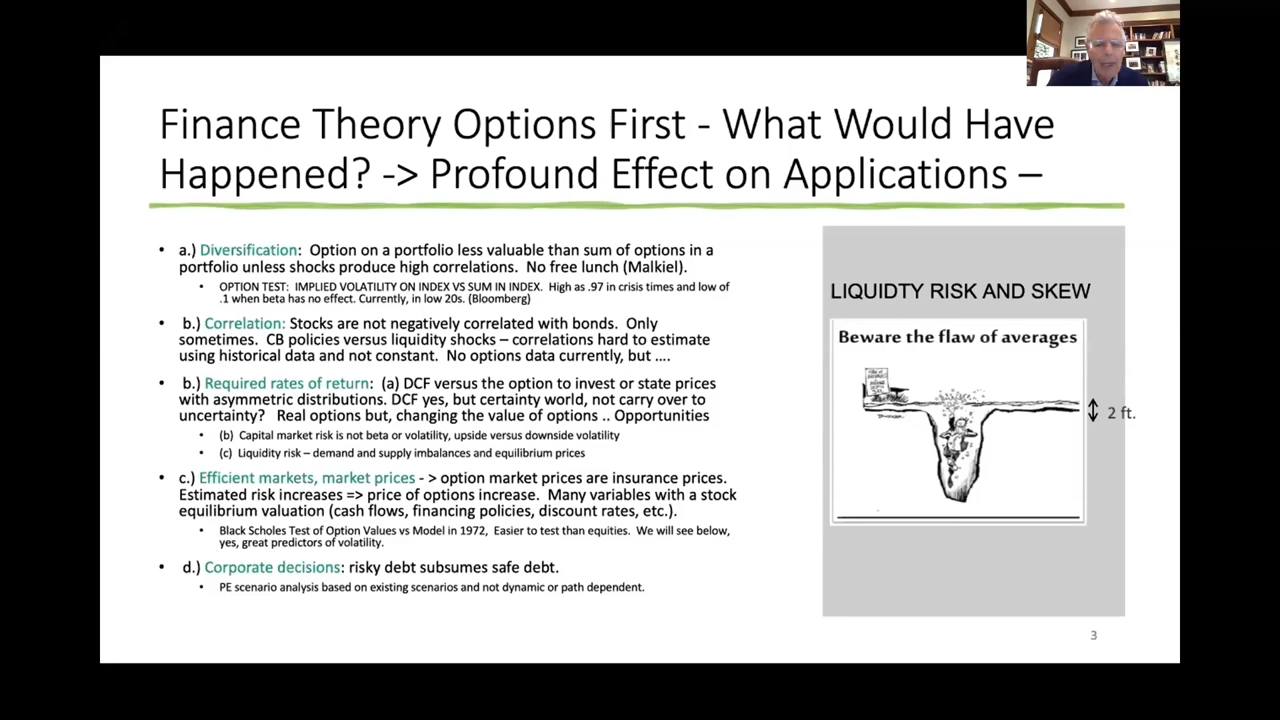 Finance Theory Options First - What Would Have
Happened? -> Profound Effect on Applications –
• a.) Diversification: Option on a portfolio less valuable than sum of options in a
portfolio unless shocks produce high correlations. No free lunch (Malkiel).
• OPTION TEST: IMPLIED VOLATILITY ON INDEX VS SUM IN INDEX. High as .97 in crisis times and low of
.1 when beta has no effect. Currently, in low 20s. (Bloomberg)
• b.) Correlation: Stocks are not negatively correlated with bonds. Only
sometimes. CB policies versus liquidity shocks – correlations hard to estimate
using historical data and not constant. No options data currently, but ....
• b.) Required rates of return: (a) DCF versus the option to invest or state prices
with asymmetric distributions. DCF yes, but certainty world, not carry over to
uncertainty? Real options but, changing the value of options .. Opportunities
• (b) Capital market risk is not beta or volatility, upside versus downside volatility
• (c) Liquidity risk – demand and supply imbalances and equilibrium prices
• c.) Efficient markets, market prices - > option market prices are insurance prices.
Estimated risk increases => price of options increase. Many variables with a stock
equilibrium valuation (cash flows, financing policies, discount rates, etc.).
• Black Scholes Test of Option Values vs Model in 1972, Easier to test than equities. We will see below,
yes, great predictors of volatility.
• d.) Corporate decisions: risky debt subsumes safe debt.
• PE scenario analysis based on existing scenarios and not dynamic or path dependent.
LIQUIDTY RISK AND SKEW
Beware the flaw of averages
2 ft.
3